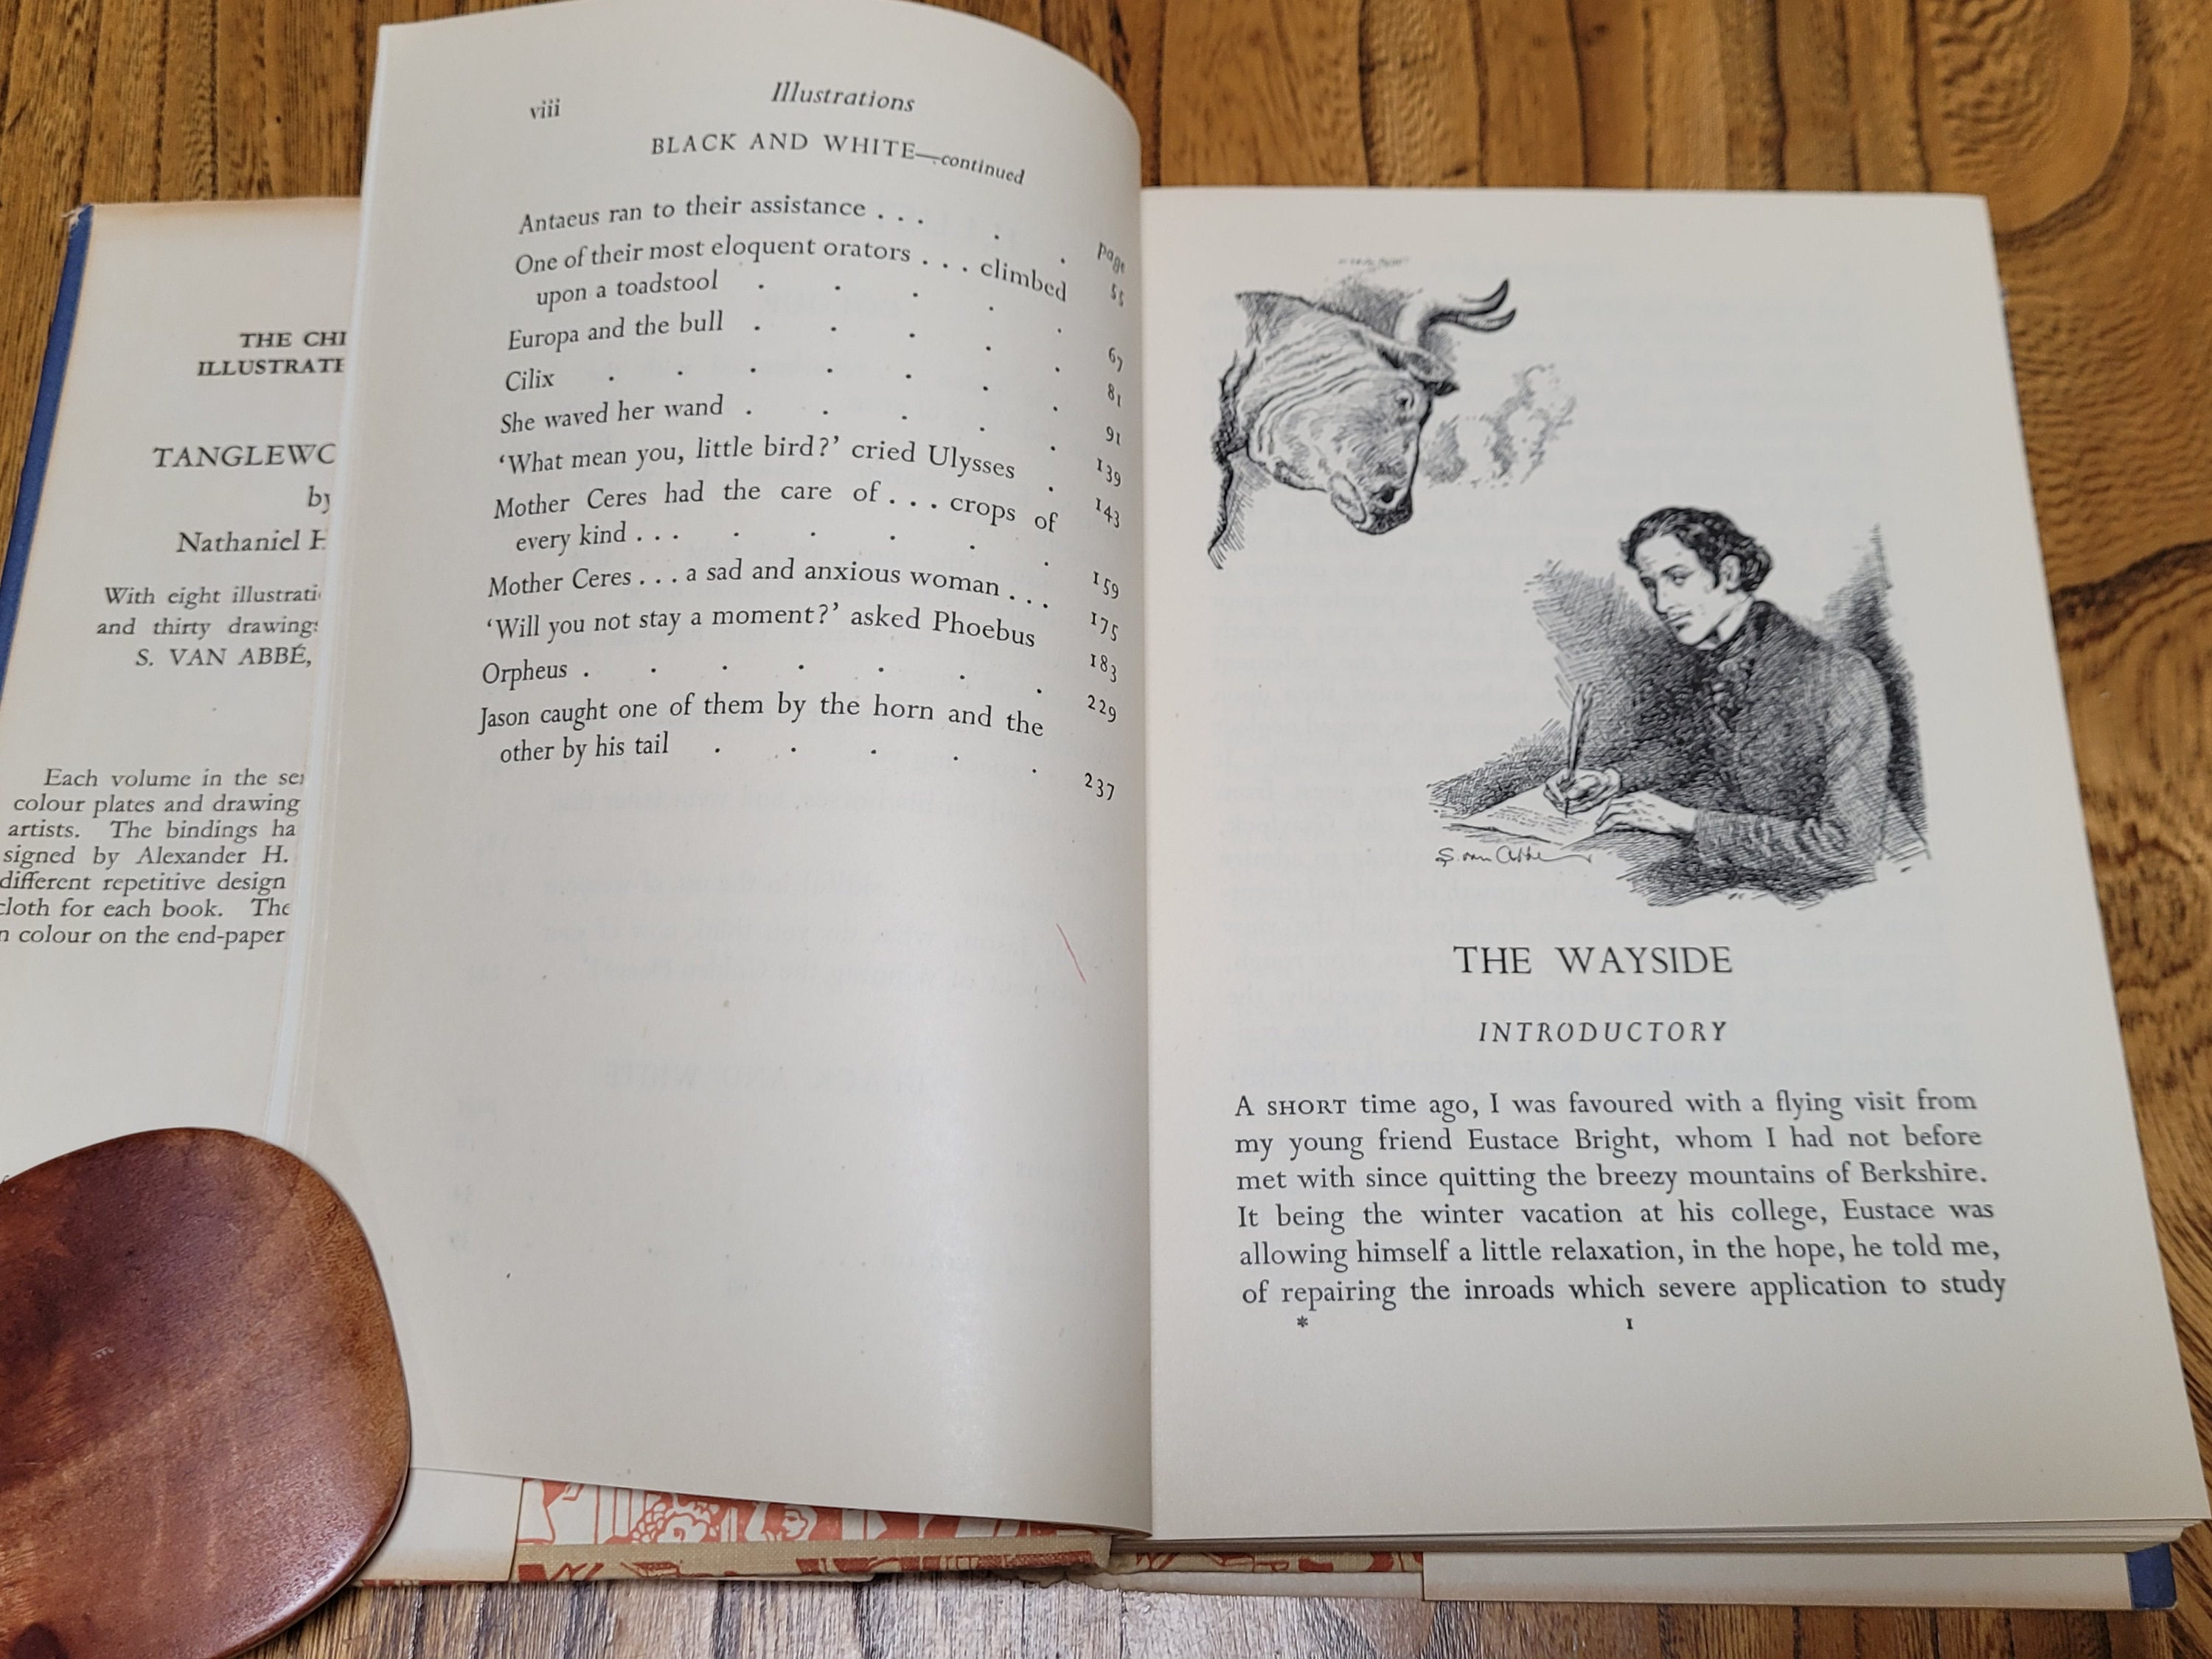 THE CHI
ILLUSTRATE
TANGLEWO
by
Nathaniel H
With eight illustrati
and thirty drawings
S. VAN ABBÉ,
Each volume in the ser
colour plates and drawing
artists. The bindings ha
signed by Alexander H.
different repetitive design
cloth for each book. The
n colour on the end-paper
viii Illustrations
BLACK AND WHITE—continued
page
Antaeus ran to their assistance . . . . . 55
One of their most eloquent orators . . . climbed
upon a toadstool . . . . . 67
Europa and the bull . . . . . 81
Cilix . . . . . . . 91
She waved her wand . . . . . 139
‘What mean you, little bird?’ cried Ulysses . 143
Mother Ceres had the care of . . . crops of
every kind . . . . . . . . 159
Mother Ceres . . . a sad and anxious woman . . . 175
‘Will you not stay a moment?’ asked Phoebus 183
Orpheus . . . . . . . 229
Jason caught one of them by the horn and the
other by his tail . . . . . 237
S. van Abbé
THE WAYSIDE
INTRODUCTORY
A SHORT time ago, I was favoured with a flying visit from
my young friend Eustace Bright, whom I had not before
met with since quitting the breezy mountains of Berkshire.
It being the winter vacation at his college, Eustace was
allowing himself a little relaxation, in the hope, he told me,
of repairing the inroads which severe application to study
* 1